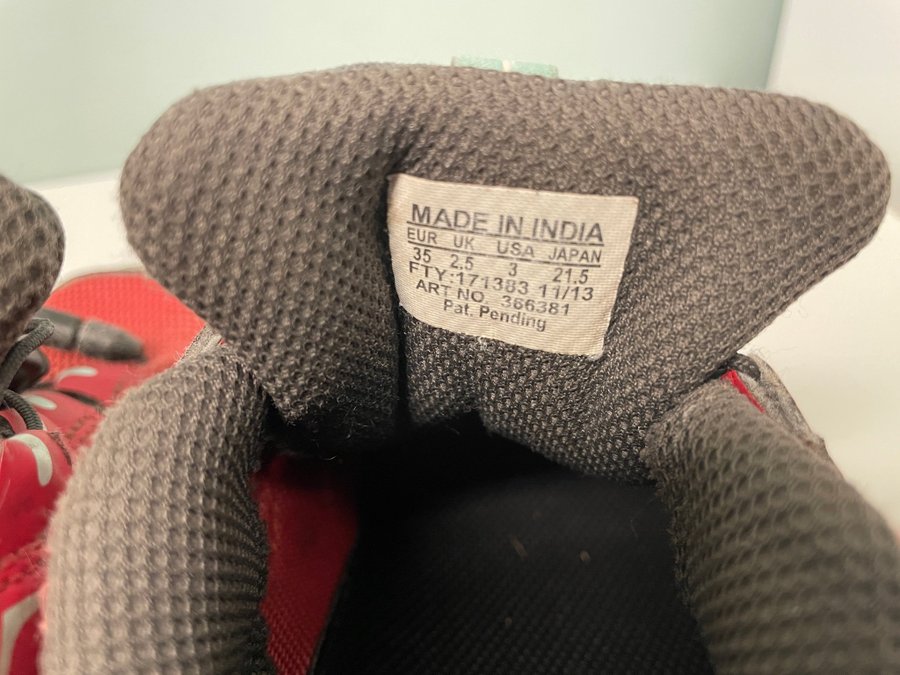 MADE IN INDIA
EUR UK USA JAPAN
35 2.5 3 21.5
FTY:171383 11/13
ART NO 366381
Pat. Pending